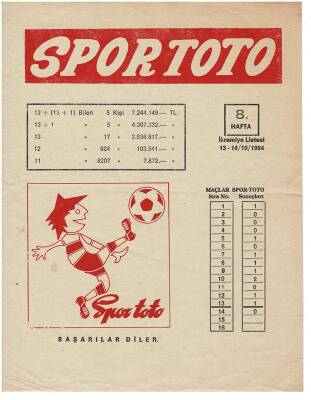 SPOR TOTO
13 + (13 + 1) Bilen 5 Kişi 7.244.149.— TL.
13 + 1 » 5 » 4.307.332.— »
13 » 17 » 2.936.817.— »
12 » 624 » 103.541.— »
11 » 8207 » 7.872.— »
8.
HAFTA
İkramiye Listesi
13 - 14/10/1984
MAÇLAR SPOR-TOTO
Sıra No. Sonuçları
1 1
2 0
3 0
4 0
5 1
6 0
7 1
8 1
9 1
10 2
11 0
12 1
13 1
14 0
15
16
Spor toto
BAŞARILAR DİLER.